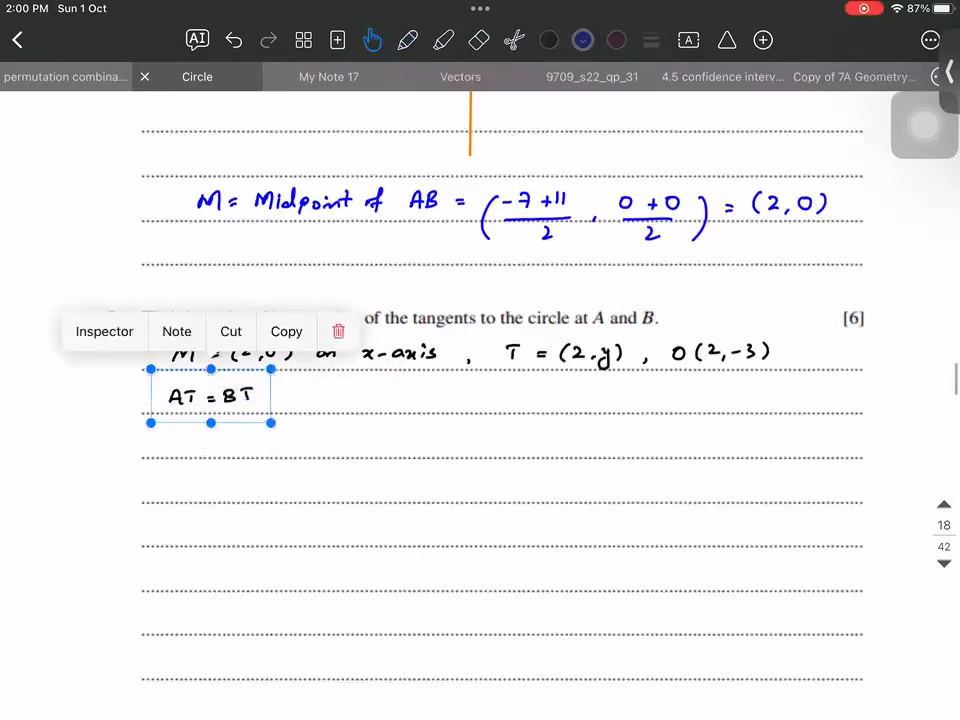 2:00 PM Sun 1 Oct
87%
permutation combina...
Circle
My Note 17
Vectors
9709_s22_qp_31
4.5 confidence interv...
Copy of 7A Geometry...
M = Midpoint of AB = (-7+11/2, 0+0/2) = (2,0)
Inspector Note Cut Copy
of the tangents to the circle at A and B. [6]
M = (2,0) on x-axis, T = (2,y), O(2,-3)
AT = BT
18
42